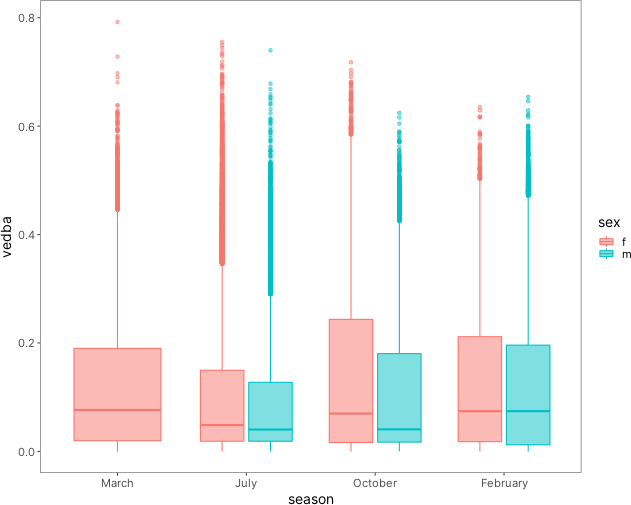 0.8
0.6
0.4
0.2
0.0
vedba
March
July
October
February
season
sex
f
m